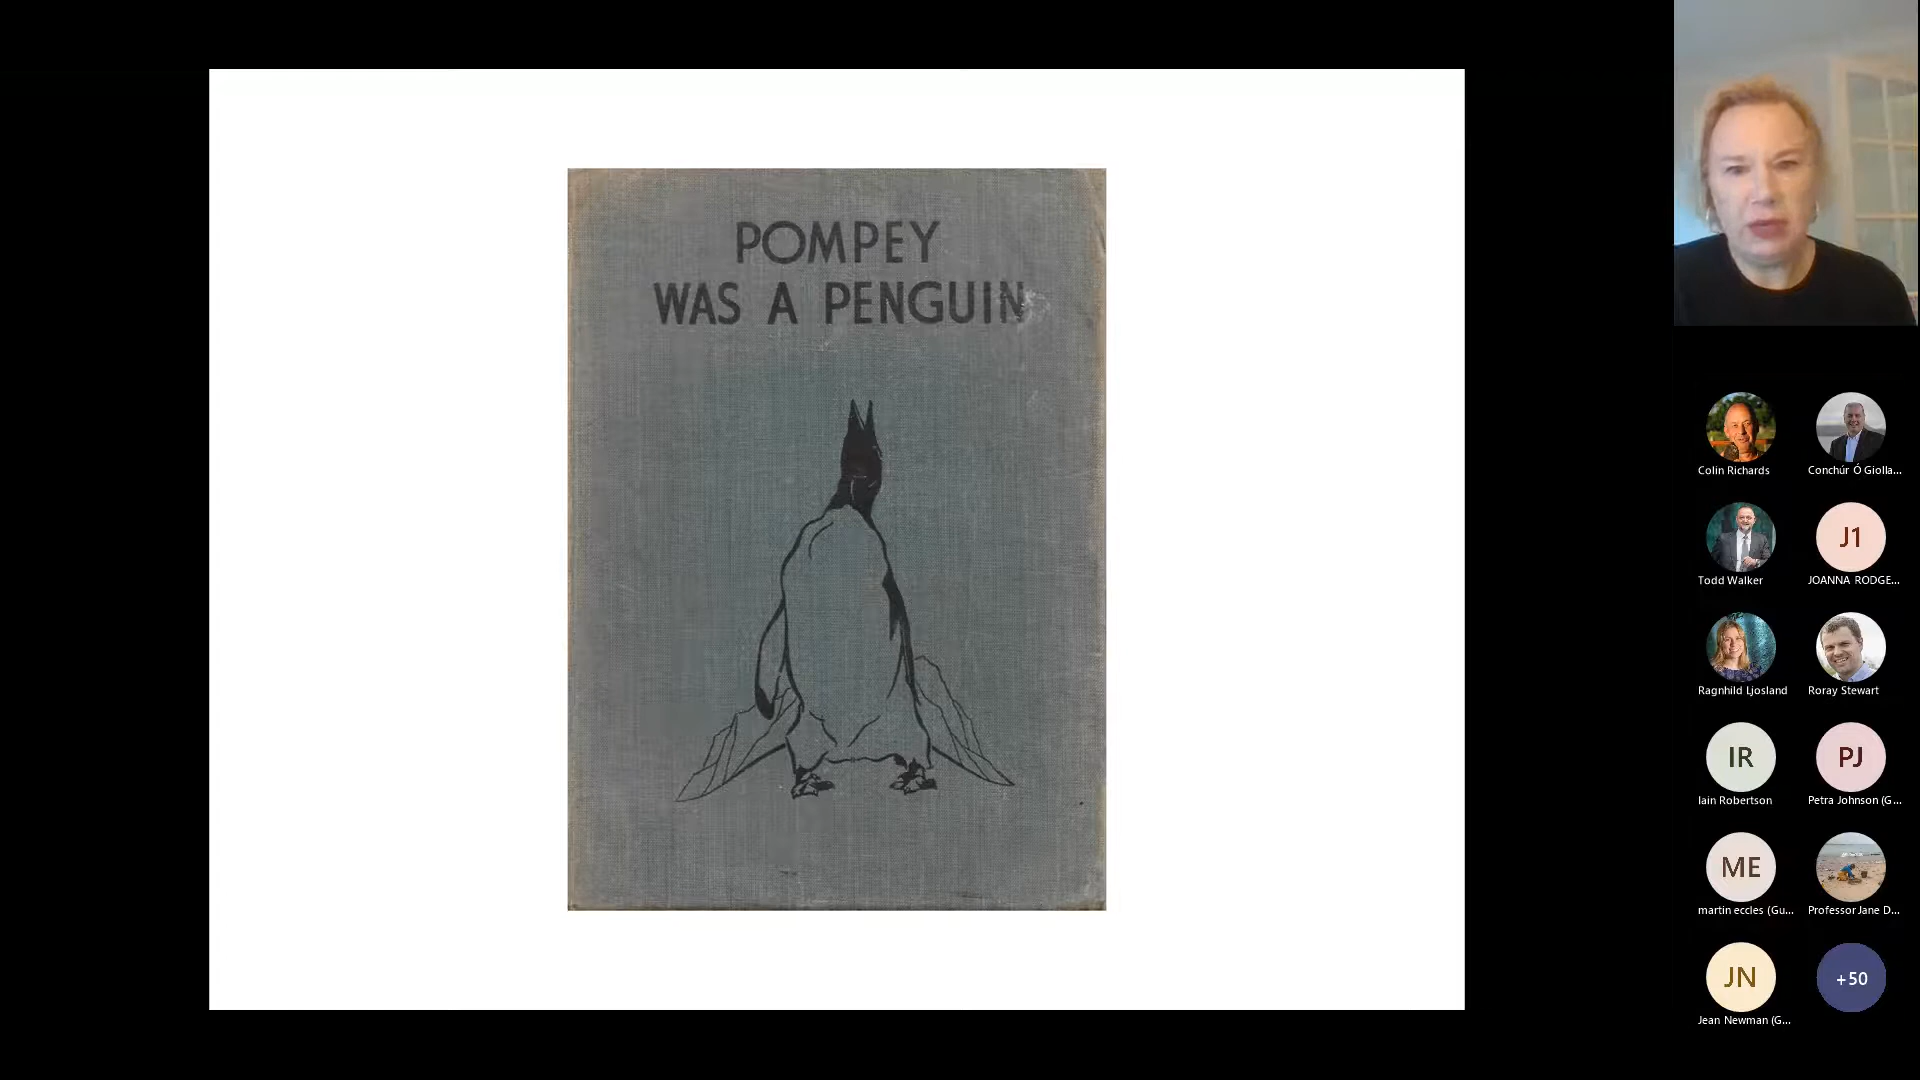 POMPEY
WAS A PENGUIN
Colin Richards
Conchúr Ó Giolla...
J1
Todd Walker
JOANNA RODGE...
Ragnhild Ljosland
Roray Stewart
IR
PJ
Iain Robertson
Petra Johnson (G...
ME
martin eccles (Gu...
Professor Jane D...
JN
+50
Jean Newman (G...